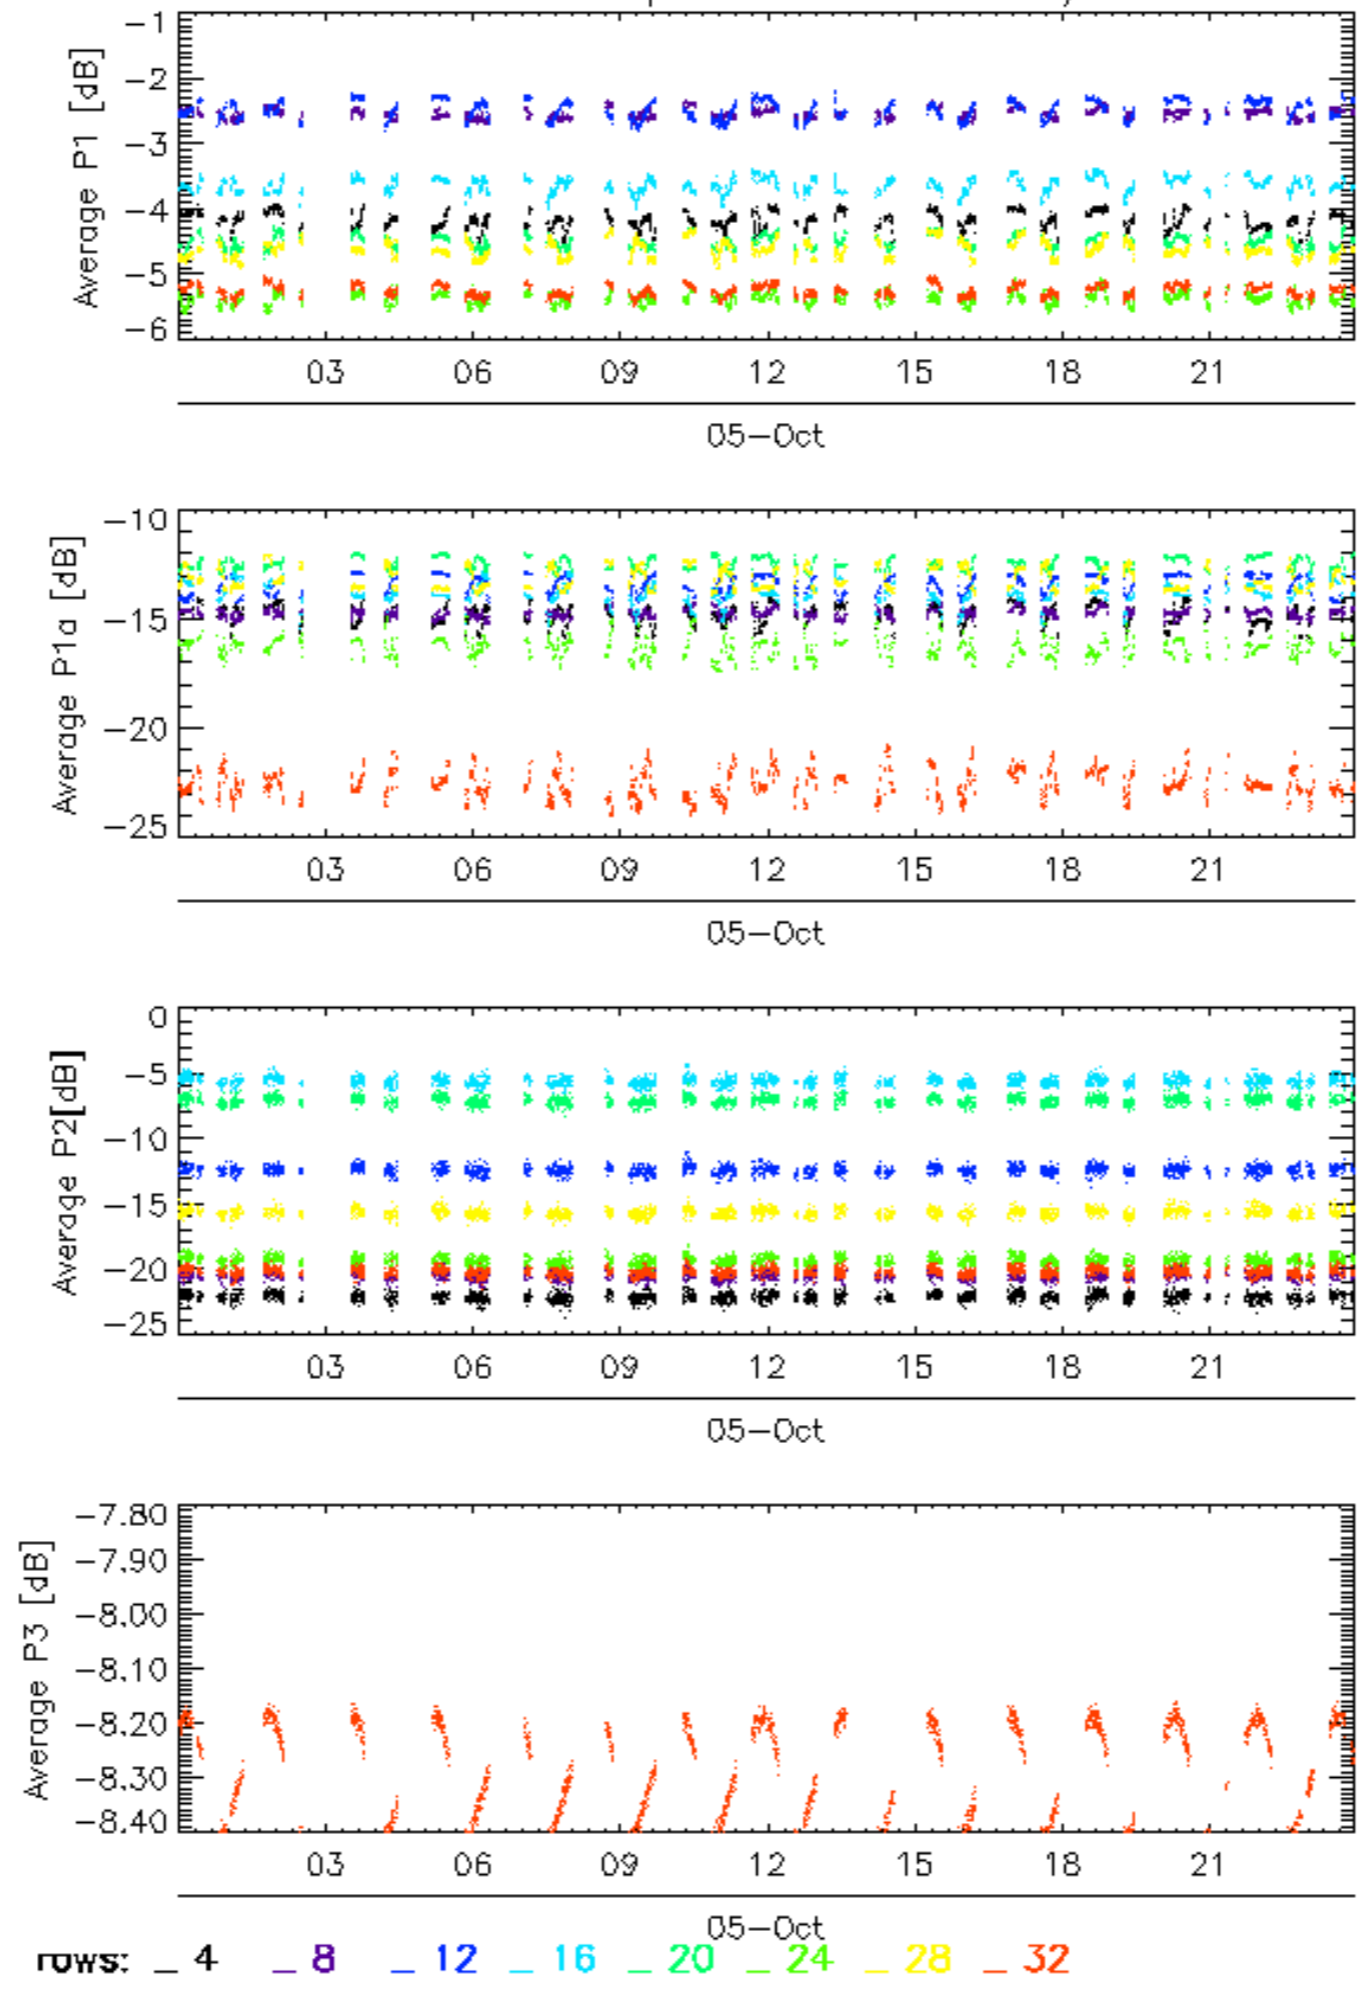 Average P1 [dB]
-1
-2
-3
-4
-5
-6
03 06 09 12 15 18 21
05-Oct
Average P1a [dB]
-10
-15
-20
-25
03 06 09 12 15 18 21
05-Oct
Average P2[dB]
0
-5
-10
-15
-20
-25
03 06 09 12 15 18 21
05-Oct
Average P3 [dB]
-7.80
-7.90
-8.00
-8.10
-8.20
-8.30
-8.40
03 06 09 12 15 18 21
05-Oct
rows: _ 4 _ 8 _ 12 _ 16 _ 20 _ 24 _ 28 _ 32